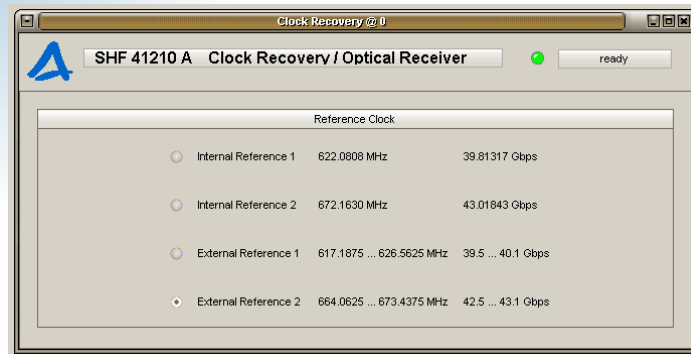 Clock Recovery @ 0
SHF 41210 A Clock Recovery / Optical Receiver
ready
Reference Clock
Internal Reference 1 622.0808 MHz 39.81317 Gbps
Internal Reference 2 672.1630 MHz 43.01843 Gbps
External Reference 1 617.1875 ... 626.5625 MHz 39.5 ... 40.1 Gbps
External Reference 2 664.0625 ... 673.4375 MHz 42.5 ... 43.1 Gbps